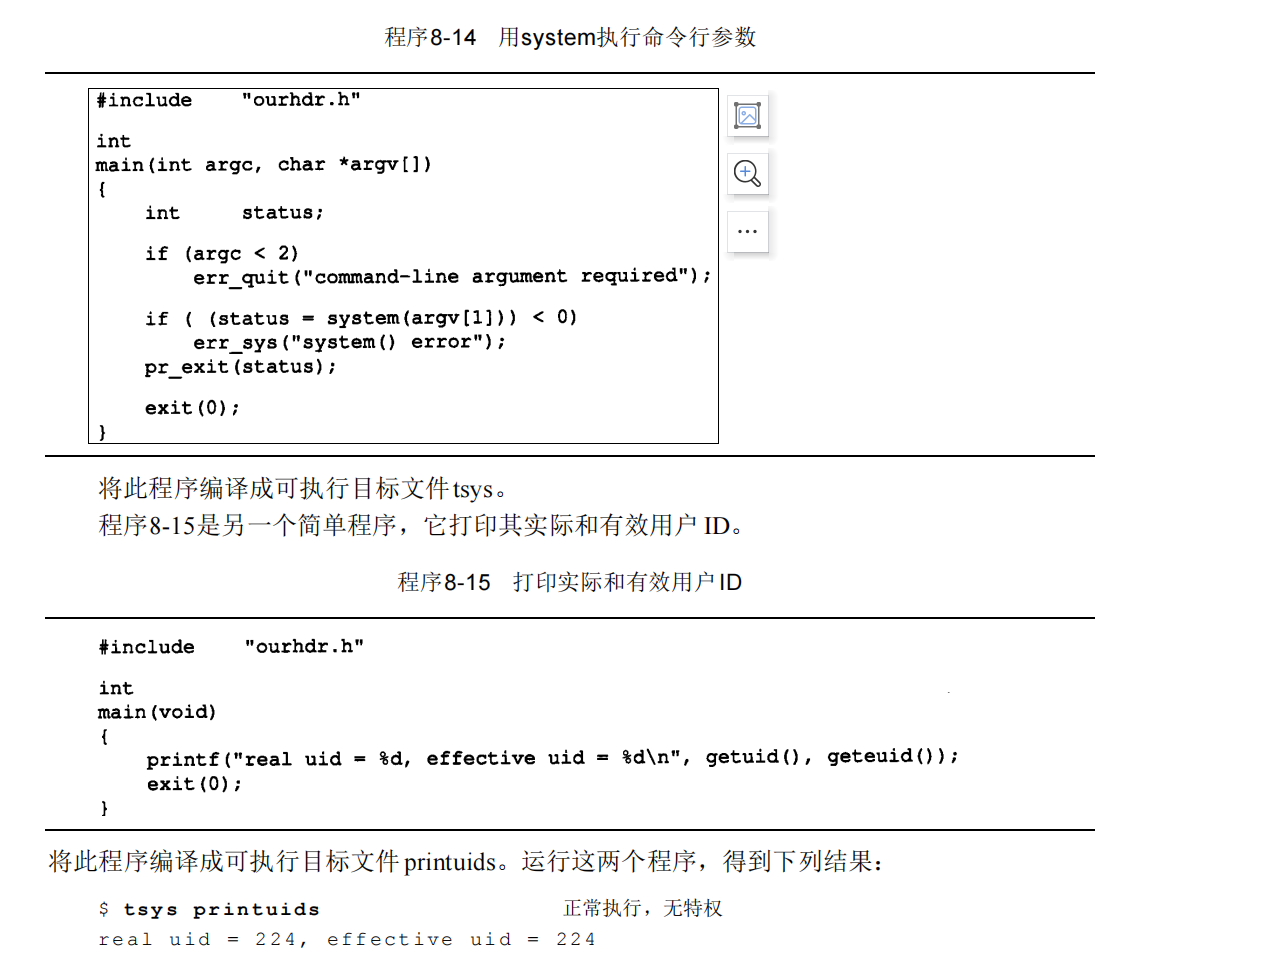 程序8-14 用system执行命令行参数
#include "ourhdr.h"
int
main(int argc, char *argv[])
{
int status;
if (argc < 2)
err_quit("command-line argument required");
if ( (status = system(argv[1])) < 0)
err_sys("system() error");
pr_exit(status);
exit(0);
}
将此程序编译成可执行目标文件tsys。
程序8-15是另一个简单程序，它打印其实际和有效用户 ID。
程序8-15 打印实际和有效用户ID
#include "ourhdr.h"
int
main(void)
{
printf("real uid = %d, effective uid = %d\n", getuid(), geteuid());
exit(0);
}
将此程序编译成可执行目标文件printuids。运行这两个程序，得到下列结果：
$ tsys printuids 正常执行，无特权
real uid = 224, effective uid = 224